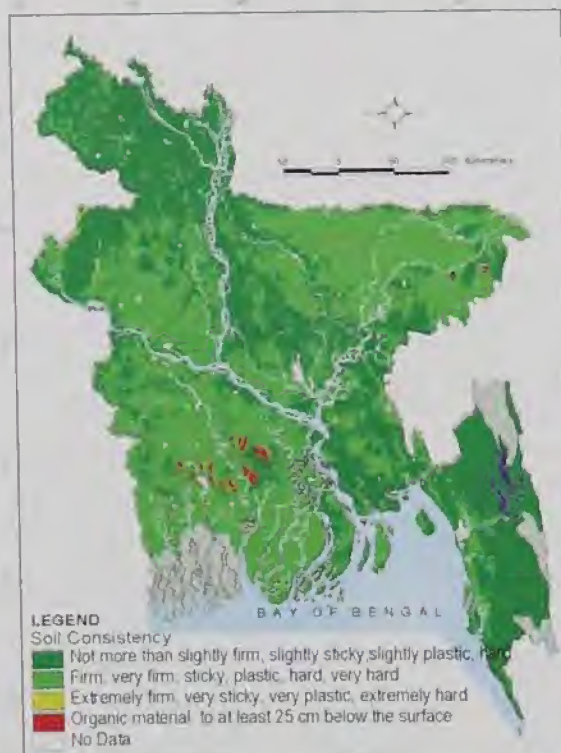 Kilometers
BAY OF BENGAL
LEGEND
Soil Consistency
Not more than slightly firm, slightly sticky,slightly plastic, hard
Firm, very firm, sticky, plastic, hard, very hard
Extremely firm, very sticky, very plastic, extremely hard
Organic material to at least 25 cm below the surface
No Data